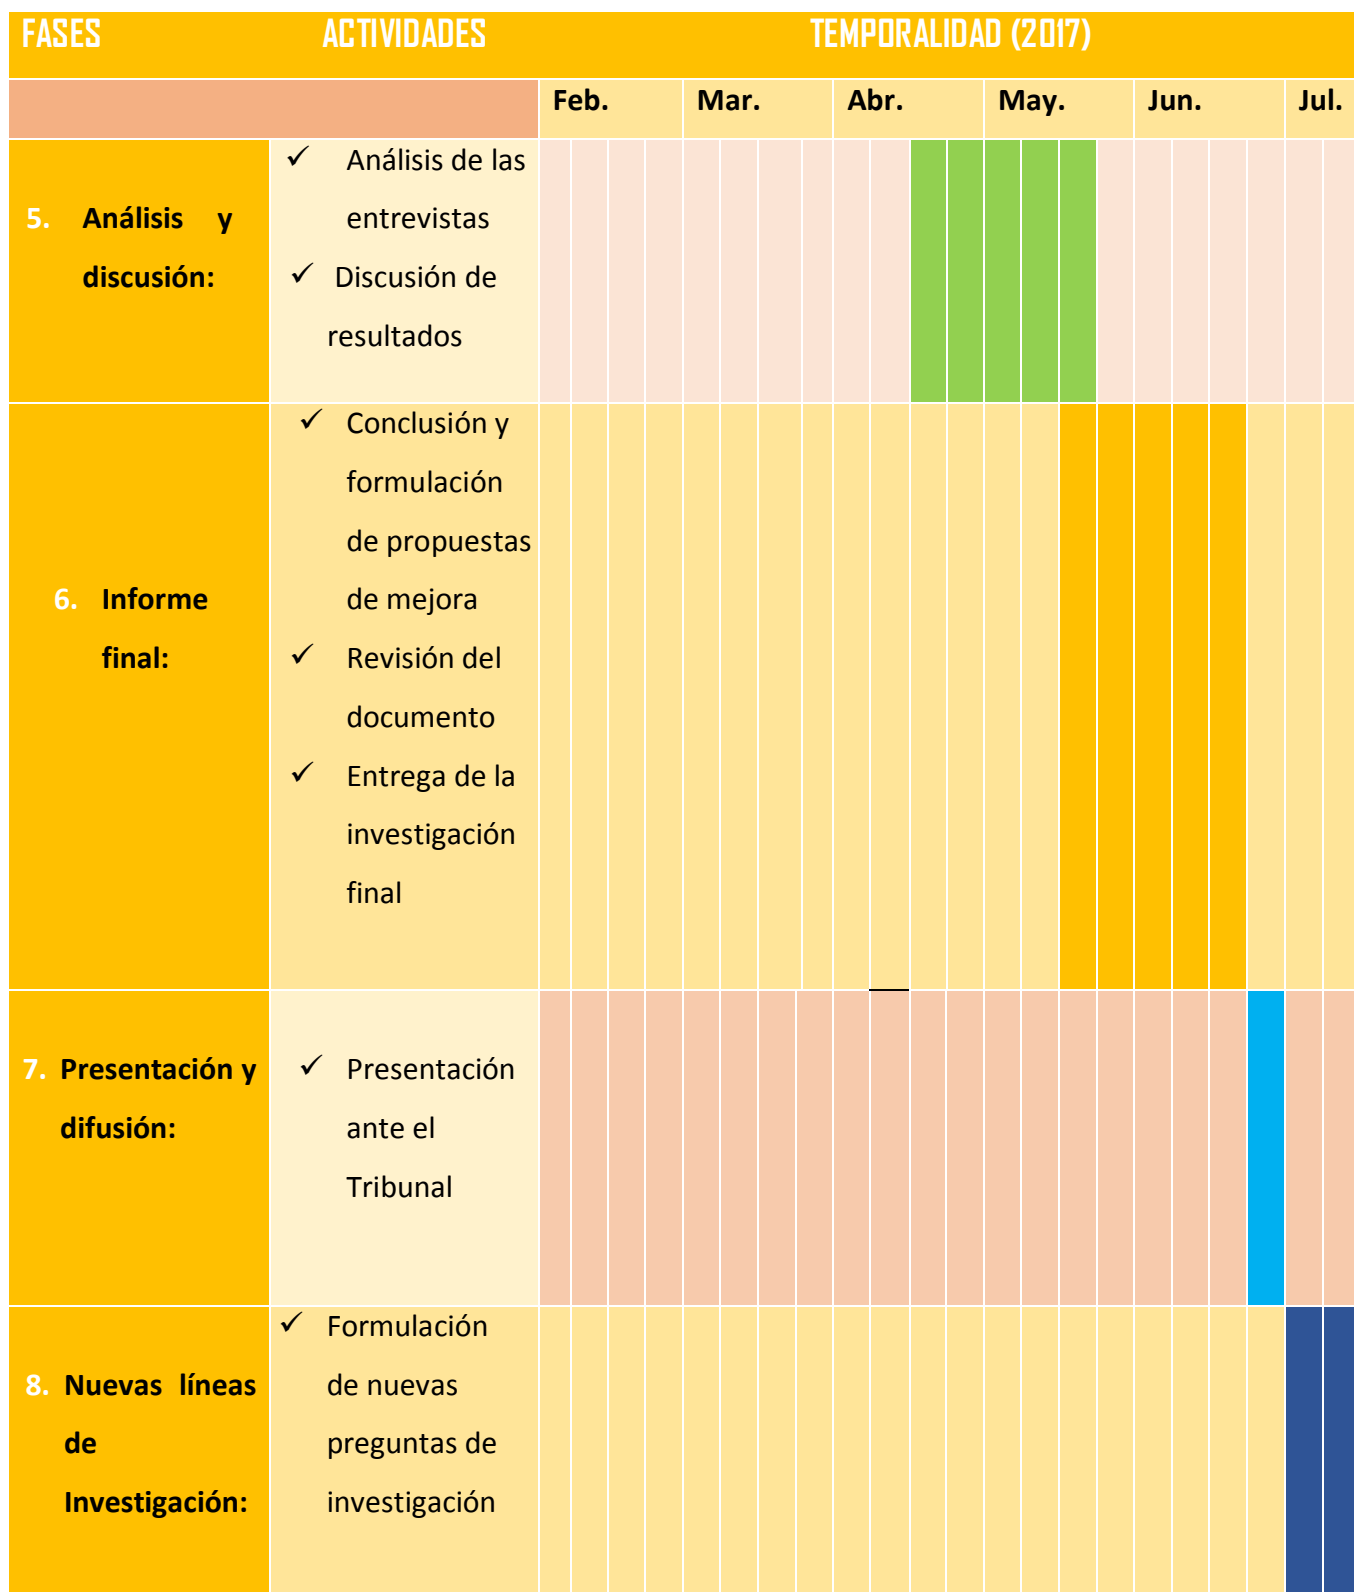 FASES ACTIVIDADES TEMPORALIDAD (2017)
Feb. Mar. Abr. May. Jun. Jul.
5. Análisis y
discusión:
✓ Análisis de las
entrevistas
✓ Discusión de
resultados
6. Informe
final:
✓ Conclusión y
formulación
de propuestas
de mejora
✓ Revisión del
documento
✓ Entrega de la
investigación
final
7. Presentación y
difusión:
✓ Presentación
ante el
Tribunal
8. Nuevas líneas
de
Investigación:
✓ Formulación
de nuevas
preguntas de
investigación